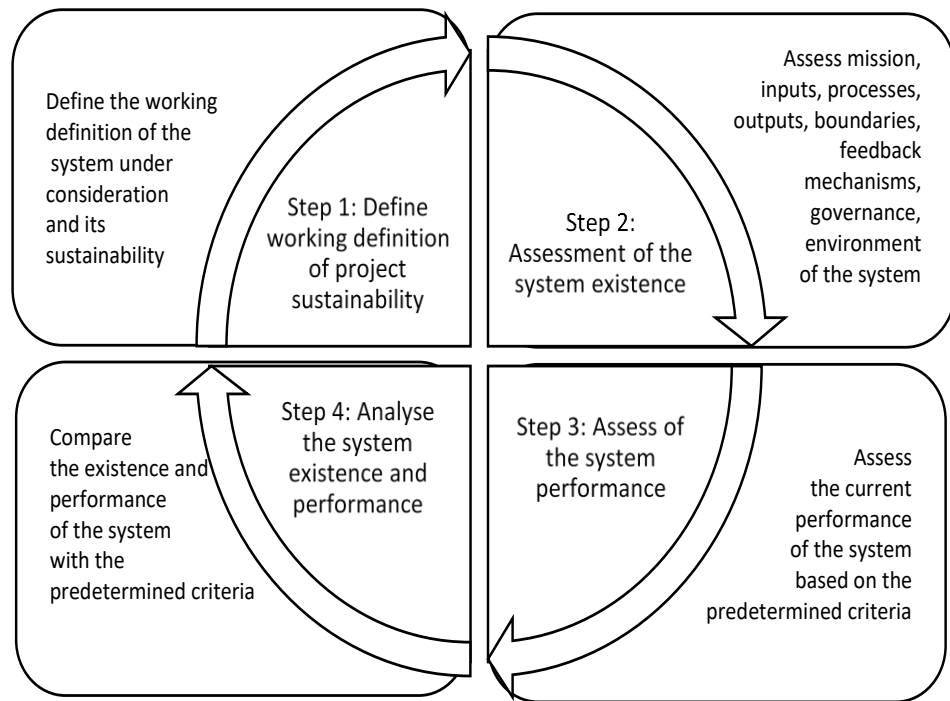 Define the working
definition of the
system under
consideration
and its
sustainability
Step 1: Define
working definition
of project
sustainability
Step 2:
Assessment of the
system existence
Assess mission,
inputs, processes,
outputs, boundaries,
feedback
mechanisms,
governance,
environment
of the system
Compare
the existence and
performance
of the system
with the
predetermined criteria
Step 4: Analyse
the system
existence and
performance
Step 3: Assess of
the system
performance
Assess
the current
performance
of the system
based on the
predetermined criteria